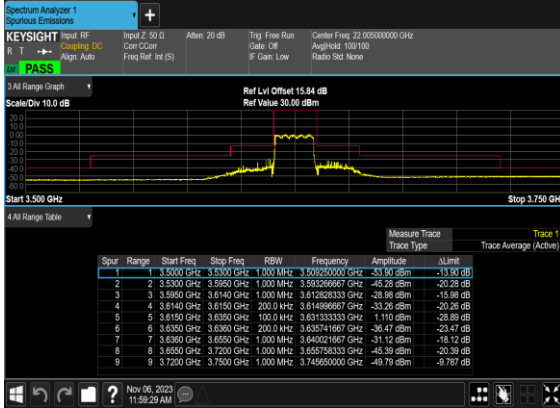 Spectrum Analyzer 1
Spurious Emissions
+
KEYSIGHT Input: RF Input Z: 50 Ω Atten: 20 dB Trig: Free Run Center Freq: 22.005000000 GHz
R T Coupling: DC Corr CCorr Gate: Off Avg|Hold: 100/100
Align: Auto Freq Ref: Int (S) IF Gain: Low Radio Std: None
PASS
3 All Range Graph
Ref Lvl Offset 15.84 dB
Scale/Div 10.0 dB Ref Value 30.00 dBm
20.0
10.0
0.00
-10.0
-20.0
-30.0
-40.0
-50.0
-60.0
Start 3.500 GHz Stop 3.750 GH
4 All Range Table
Measure Trace Trace 1
Trace Type Trace Average (Active)
Spur Range Start Freq Stop Freq RBW Frequency Amplitude ΔLimit
1 1 3.5000 GHz 3.5300 GHz 1.000 MHz 3.509250000 GHz -53.90 dBm -13.90 dB
2 2 3.5300 GHz 3.5950 GHz 1.000 MHz 3.593266667 GHz -45.28 dBm -20.28 dB
3 3 3.5950 GHz 3.6140 GHz 1.000 MHz 3.612828333 GHz -28.98 dBm -15.98 dB
4 4 3.6140 GHz 3.6150 GHz 200.0 kHz 3.614996667 GHz -33.26 dBm -20.26 dB
5 5 3.6150 GHz 3.6350 GHz 100.0 kHz 3.631333333 GHz 1.110 dBm -28.89 dB
6 6 3.6350 GHz 3.6360 GHz 200.0 kHz 3.635741667 GHz -36.47 dBm -23.47 dB
7 7 3.6360 GHz 3.6550 GHz 1.000 MHz 3.640021667 GHz -31.12 dBm -18.12 dB
8 8 3.6550 GHz 3.7200 GHz 1.000 MHz 3.655758333 GHz -45.39 dBm -20.39 dB
9 9 3.7200 GHz 3.7500 GHz 1.000 MHz 3.745650000 GHz -49.79 dBm -9.787 dB
? Nov 06, 2023
11:59:29 AM